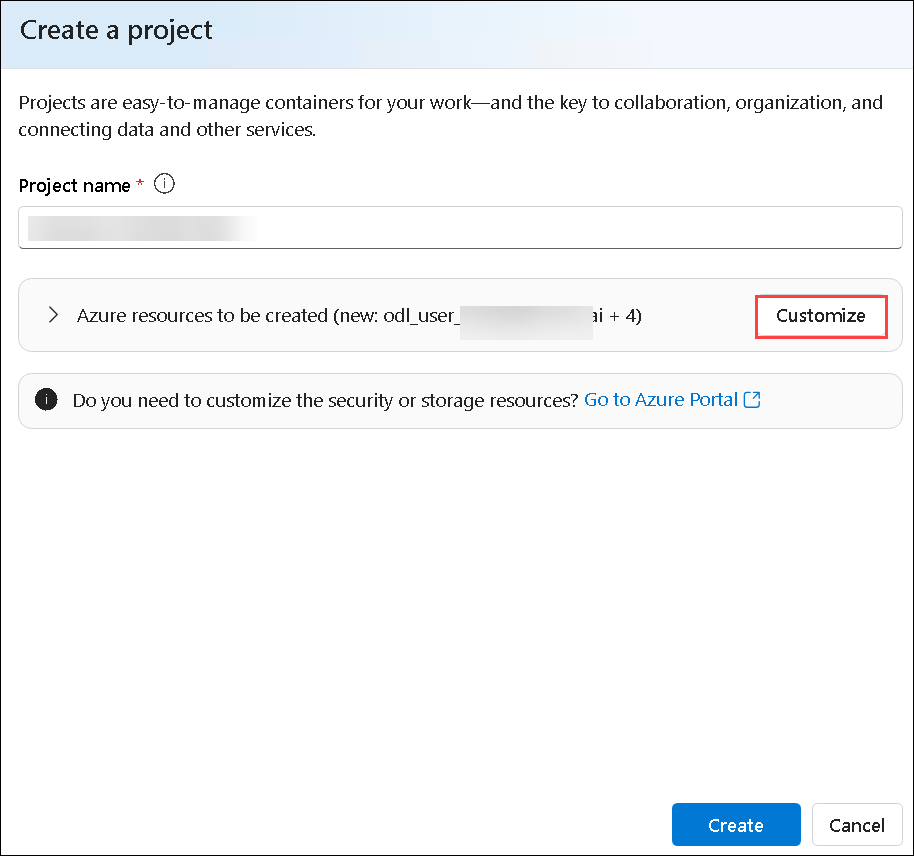 Create a project
Projects are easy-to-manage containers for your work—and the key to collaboration, organization, and
connecting data and other services.
Project name *
Azure resources to be created (new: odl_user_ ai + 4)
Customize
Do you need to customize the security or storage resources? Go to Azure Portal
Create
Cancel